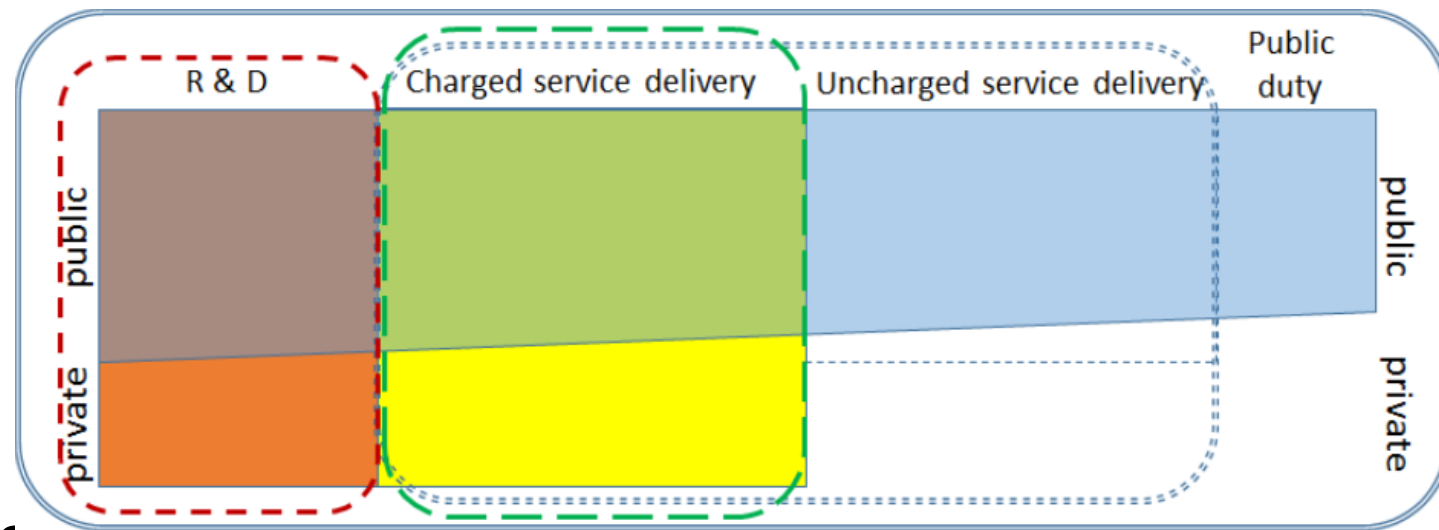 R & D
Charged service delivery
Uncharged service delivery
Public
duty
public
private
public
private